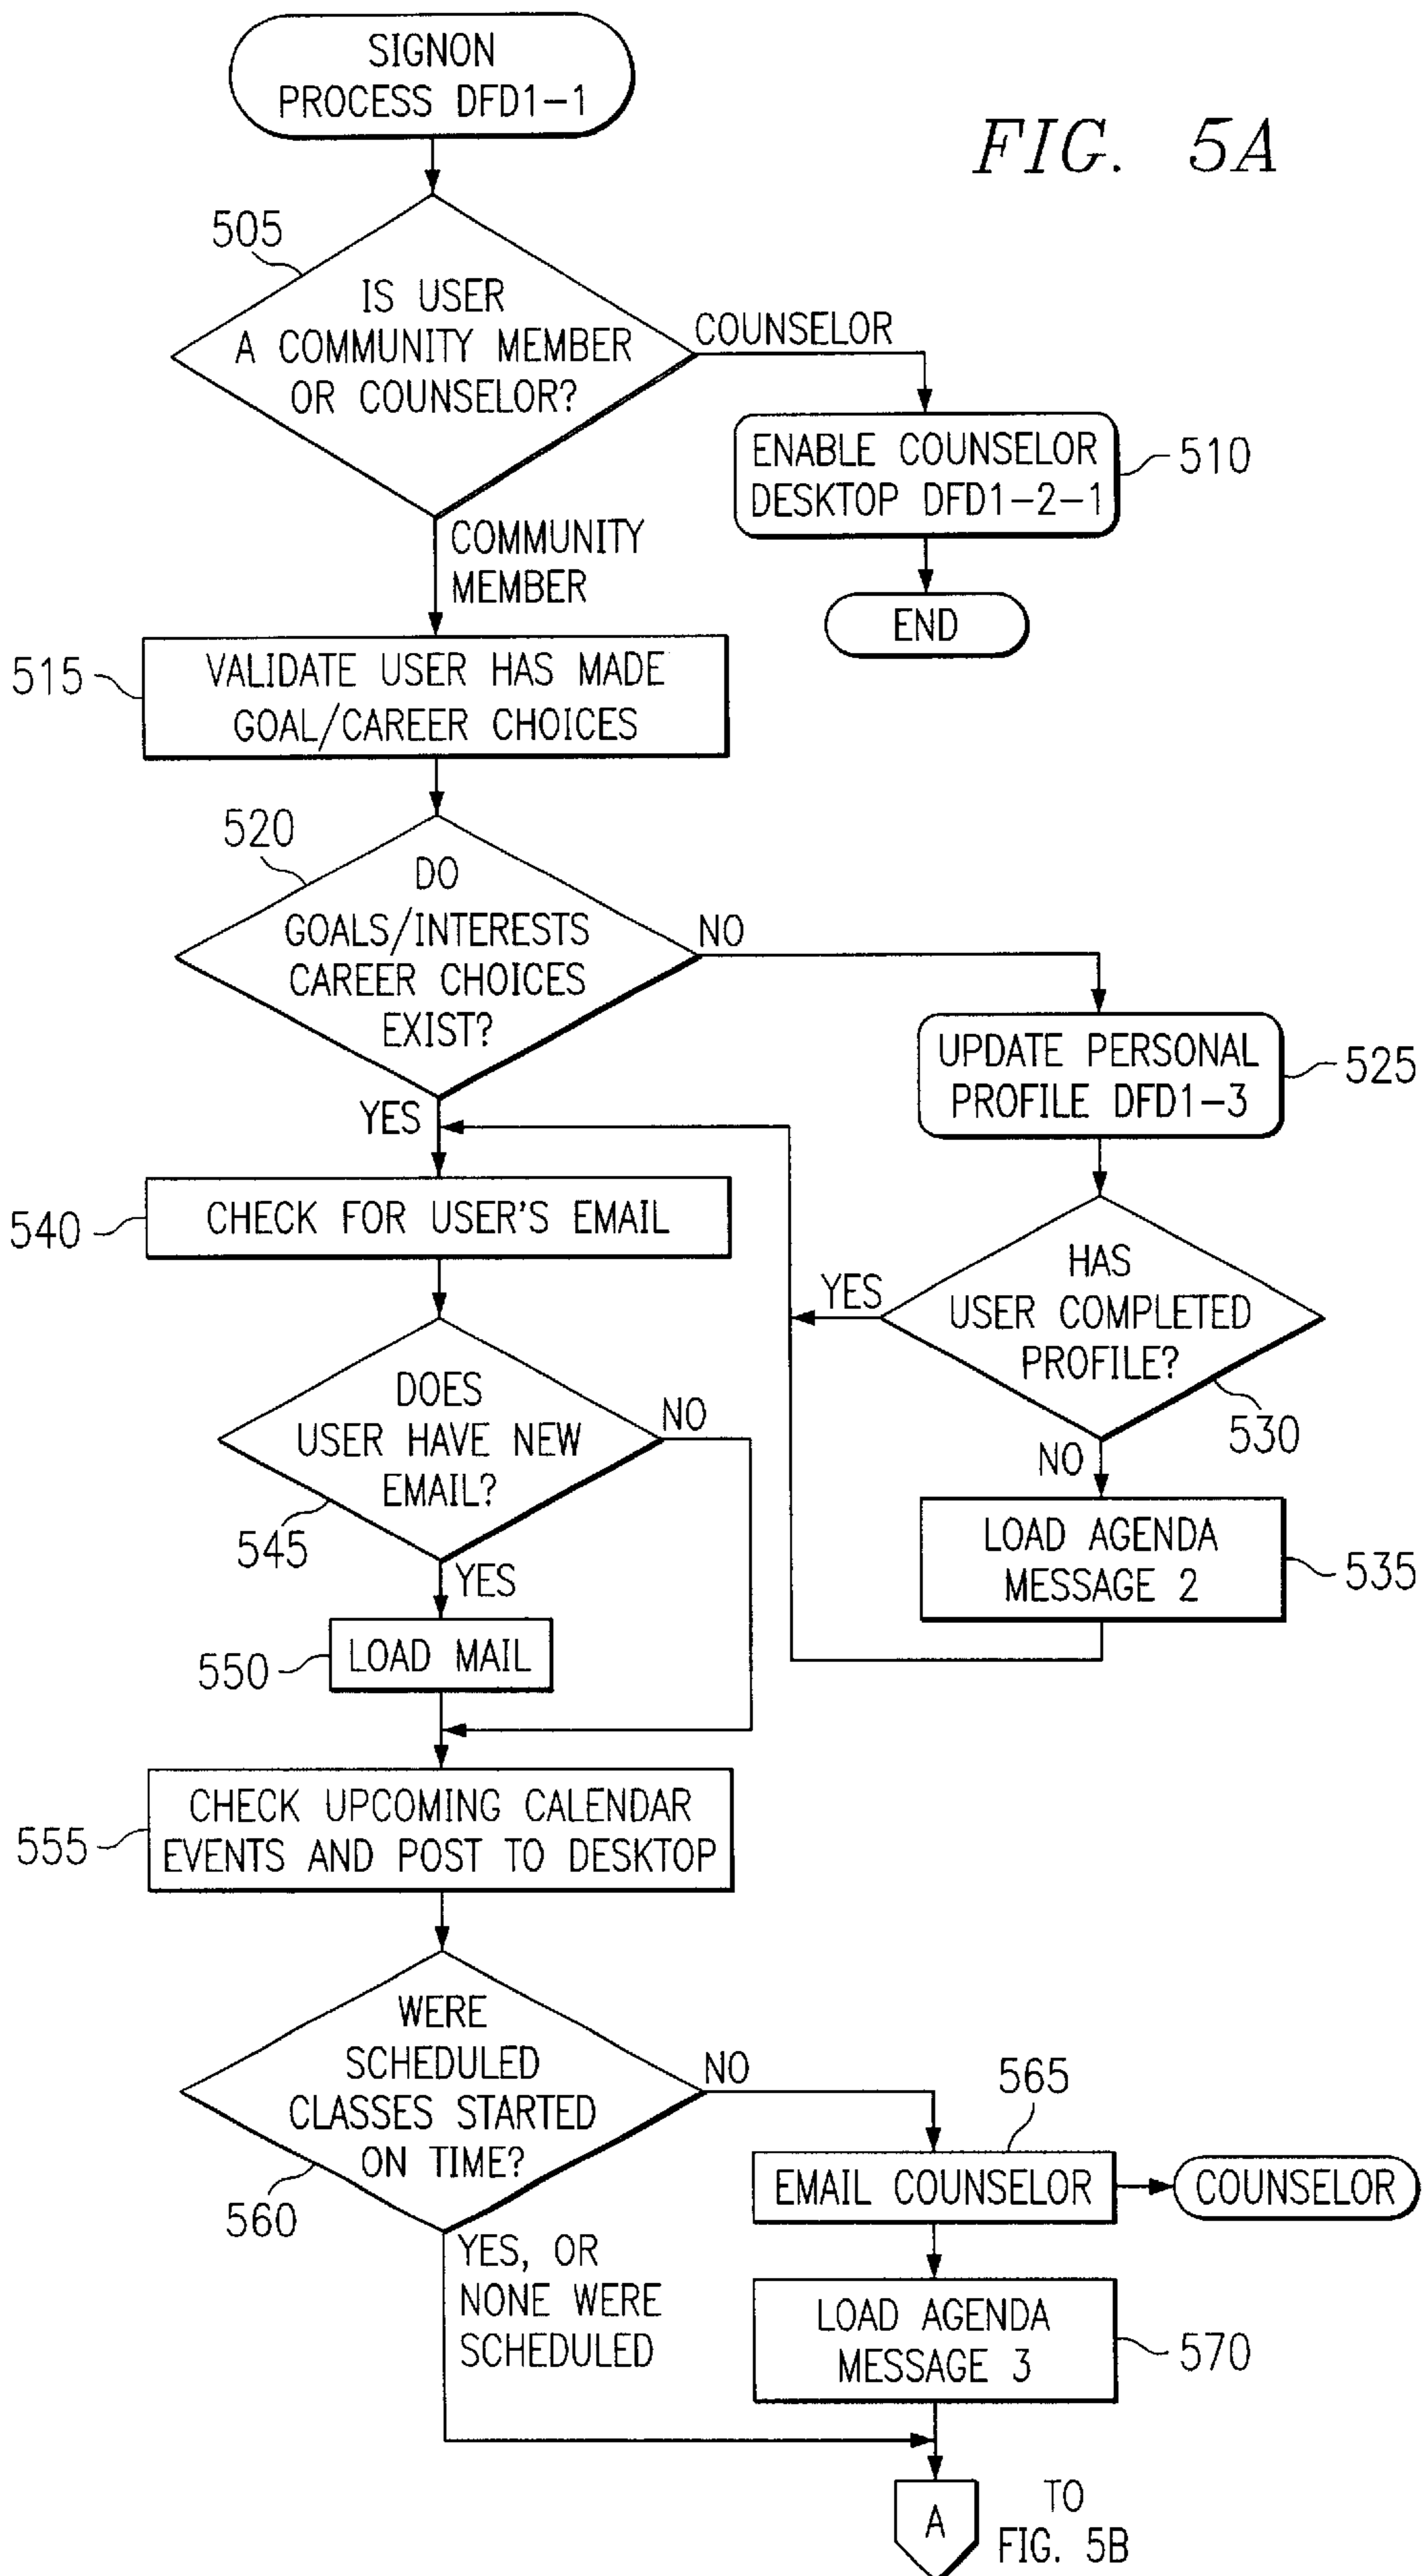 SIGNON
PROCESS DFD1-1
FIG. 5A
505
IS USER
A COMMUNITY MEMBER
OR COUNSELOR?
COUNSELOR
ENABLE COUNSELOR
DESKTOP DFD1-2-1
510
END
COMMUNITY
MEMBER
515
VALIDATE USER HAS MADE
GOAL/CAREER CHOICES
520
DO
GOALS/INTERESTS
CAREER CHOICES
EXIST?
NO
UPDATE PERSONAL
PROFILE DFD1-3
525
YES
540
CHECK FOR USER'S EMAIL
HAS
USER COMPLETED
PROFILE?
YES
530
NO
LOAD AGENDA
MESSAGE 2
535
DOES
USER HAVE NEW
EMAIL?
NO
545
YES
550
LOAD MAIL
555
CHECK UPCOMING CALENDAR
EVENTS AND POST TO DESKTOP
WERE
SCHEDULED
CLASSES STARTED
ON TIME?
NO
560
565
EMAIL COUNSELOR
COUNSELOR
YES, OR
NONE WERE
SCHEDULED
LOAD AGENDA
MESSAGE 3
570
A
TO
FIG. 5B